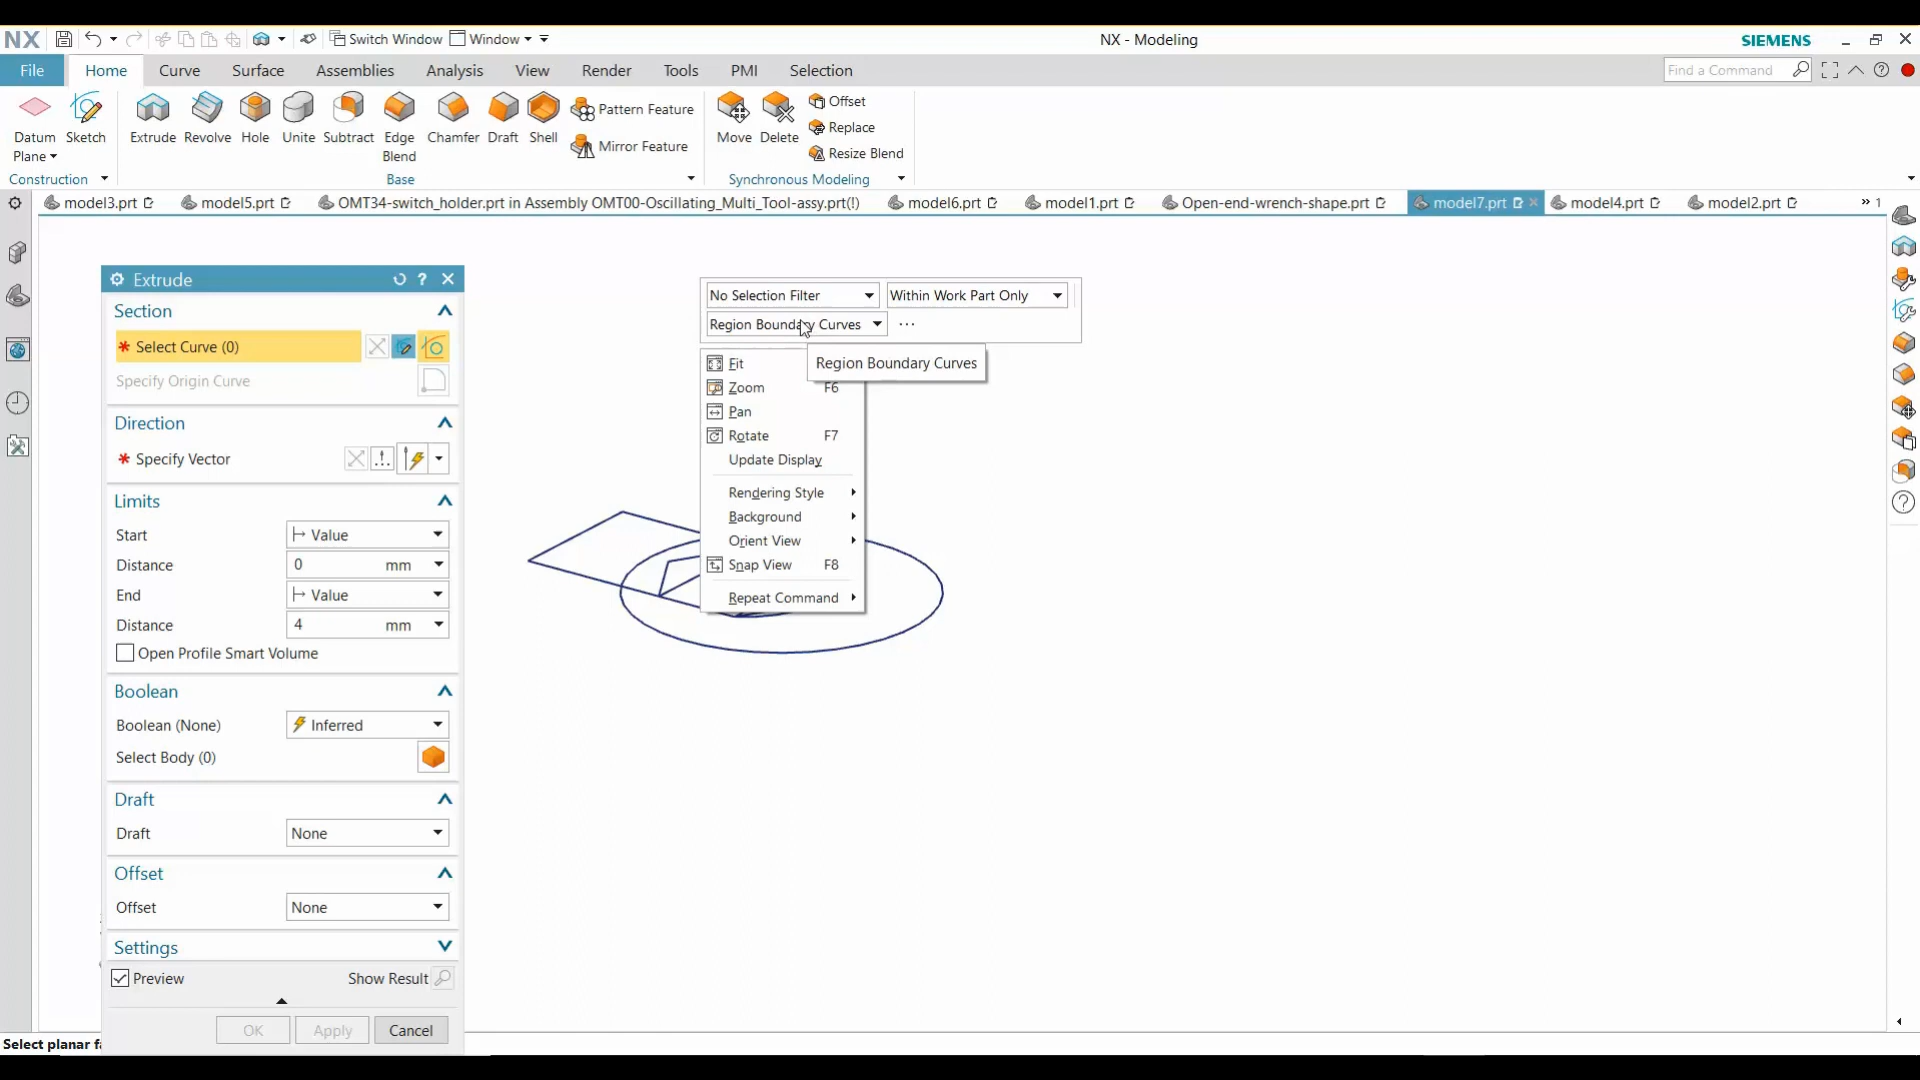 NX Switch Window Window NX - Modeling SIEMENS
File Home Curve Surface Assemblies Analysis View Render Tools PMI Selection Find a Command
Datum Plane Sketch Extrude Revolve Hole Unite Subtract Edge Blend Chamfer Draft Shell Pattern Feature Mirror Feature Move Delete Offset Replace Resize Blend
Construction Base Synchronous Modeling
model3.prt model5.prt OMT34-switch_holder.prt in Assembly OMT00-Oscillating_Multi_Tool-assy.prt(!) model6.prt model1.prt Open-end-wrench-shape.prt model7.prt model4.prt model2.prt 1
Extrude
Section
* Select Curve (0)
Specify Origin Curve
Direction
* Specify Vector
Limits
Start Value
Distance 0 mm
End Value
Distance 4 mm
Open Profile Smart Volume
Boolean
Boolean (None) Inferred
Select Body (0)
Draft
Draft None
Offset
Offset None
Settings
Preview Show Result
OK Apply Cancel
No Selection Filter Within Work Part Only
Region Boundary Curves ...
Region Boundary Curves
Fit
Zoom F6
Pan
Rotate F7
Update Display
Rendering Style
Background
Orient View
Snap View F8
Repeat Command
Select planar